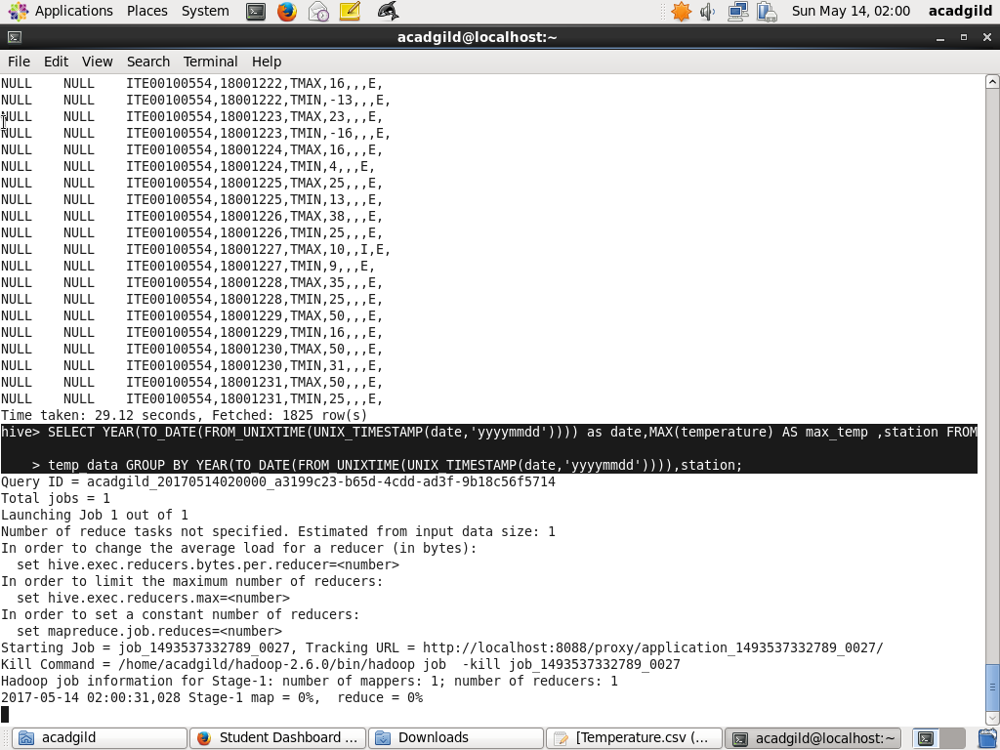 Applications Places System Sun May 14, 02:00 acadgild
acadgild@localhost:~
File Edit View Search Terminal Help
NULL NULL ITE00100554,18001222,TMAX,16,,,E,
NULL NULL ITE00100554,18001222,TMIN,-13,,,E,
NULL NULL ITE00100554,18001223,TMAX,23,,,E,
NULL NULL ITE00100554,18001223,TMIN,-16,,,E,
NULL NULL ITE00100554,18001224,TMAX,16,,,E,
NULL NULL ITE00100554,18001224,TMIN,4,,,E,
NULL NULL ITE00100554,18001225,TMAX,25,,,E,
NULL NULL ITE00100554,18001225,TMIN,13,,,E,
NULL NULL ITE00100554,18001226,TMAX,38,,,E,
NULL NULL ITE00100554,18001226,TMIN,25,,,E,
NULL NULL ITE00100554,18001227,TMAX,10,,I,E,
NULL NULL ITE00100554,18001227,TMIN,9,,,E,
NULL NULL ITE00100554,18001228,TMAX,35,,,E,
NULL NULL ITE00100554,18001228,TMIN,25,,,E,
NULL NULL ITE00100554,18001229,TMAX,50,,,E,
NULL NULL ITE00100554,18001229,TMIN,16,,,E,
NULL NULL ITE00100554,18001230,TMAX,50,,,E,
NULL NULL ITE00100554,18001230,TMIN,31,,,E,
NULL NULL ITE00100554,18001231,TMAX,50,,,E,
NULL NULL ITE00100554,18001231,TMIN,25,,,E,
Time taken: 29.12 seconds, Fetched: 1825 row(s)
hive> SELECT YEAR(TO_DATE(FROM_UNIXTIME(UNIX_TIMESTAMP(date,'yyyymmdd')))) as date,MAX(temperature) AS max_temp ,station FROM
> temp_data GROUP BY YEAR(TO_DATE(FROM_UNIXTIME(UNIX_TIMESTAMP(date,'yyyymmdd')))),station;
Query ID = acadgild_20170514020000_a3199c23-b65d-4cdd-ad3f-9b18c56f5714
Total jobs = 1
Launching Job 1 out of 1
Number of reduce tasks not specified. Estimated from input data size: 1
In order to change the average load for a reducer (in bytes):
set hive.exec.reducers.bytes.per.reducer=<number>
In order to limit the maximum number of reducers:
set hive.exec.reducers.max=<number>
In order to set a constant number of reducers:
set mapreduce.job.reduces=<number>
Starting Job = job_1493537332789_0027, Tracking URL = http://localhost:8088/proxy/application_1493537332789_0027/
Kill Command = /home/acadgild/hadoop-2.6.0/bin/hadoop job  -kill job_1493537332789_0027
Hadoop job information for Stage-1: number of mappers: 1; number of reducers: 1
2017-05-14 02:00:31,028 Stage-1 map = 0%,  reduce = 0%
acadgild Student Dashboard ... Downloads [Temperature.csv (... acadgild@localhost:~